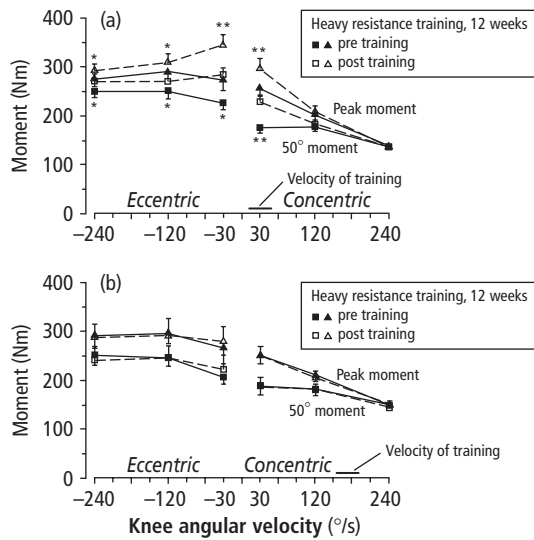 (a)
Heavy resistance training, 12 weeks
■▲ pre training
□△ post training
Moment (Nm)
400
300
200
100
0
* * ** **
* * * **
Peak moment
50° moment
Velocity of training
Eccentric
Concentric
−240 −120 −30 30 120 240
(b)
Heavy resistance training, 12 weeks
■▲ pre training
□△ post training
Moment (Nm)
400
300
200
100
0
Peak moment
50° moment
Velocity of training
Eccentric
Concentric
−240 −120 −30 30 120 240
Knee angular velocity (°/s)